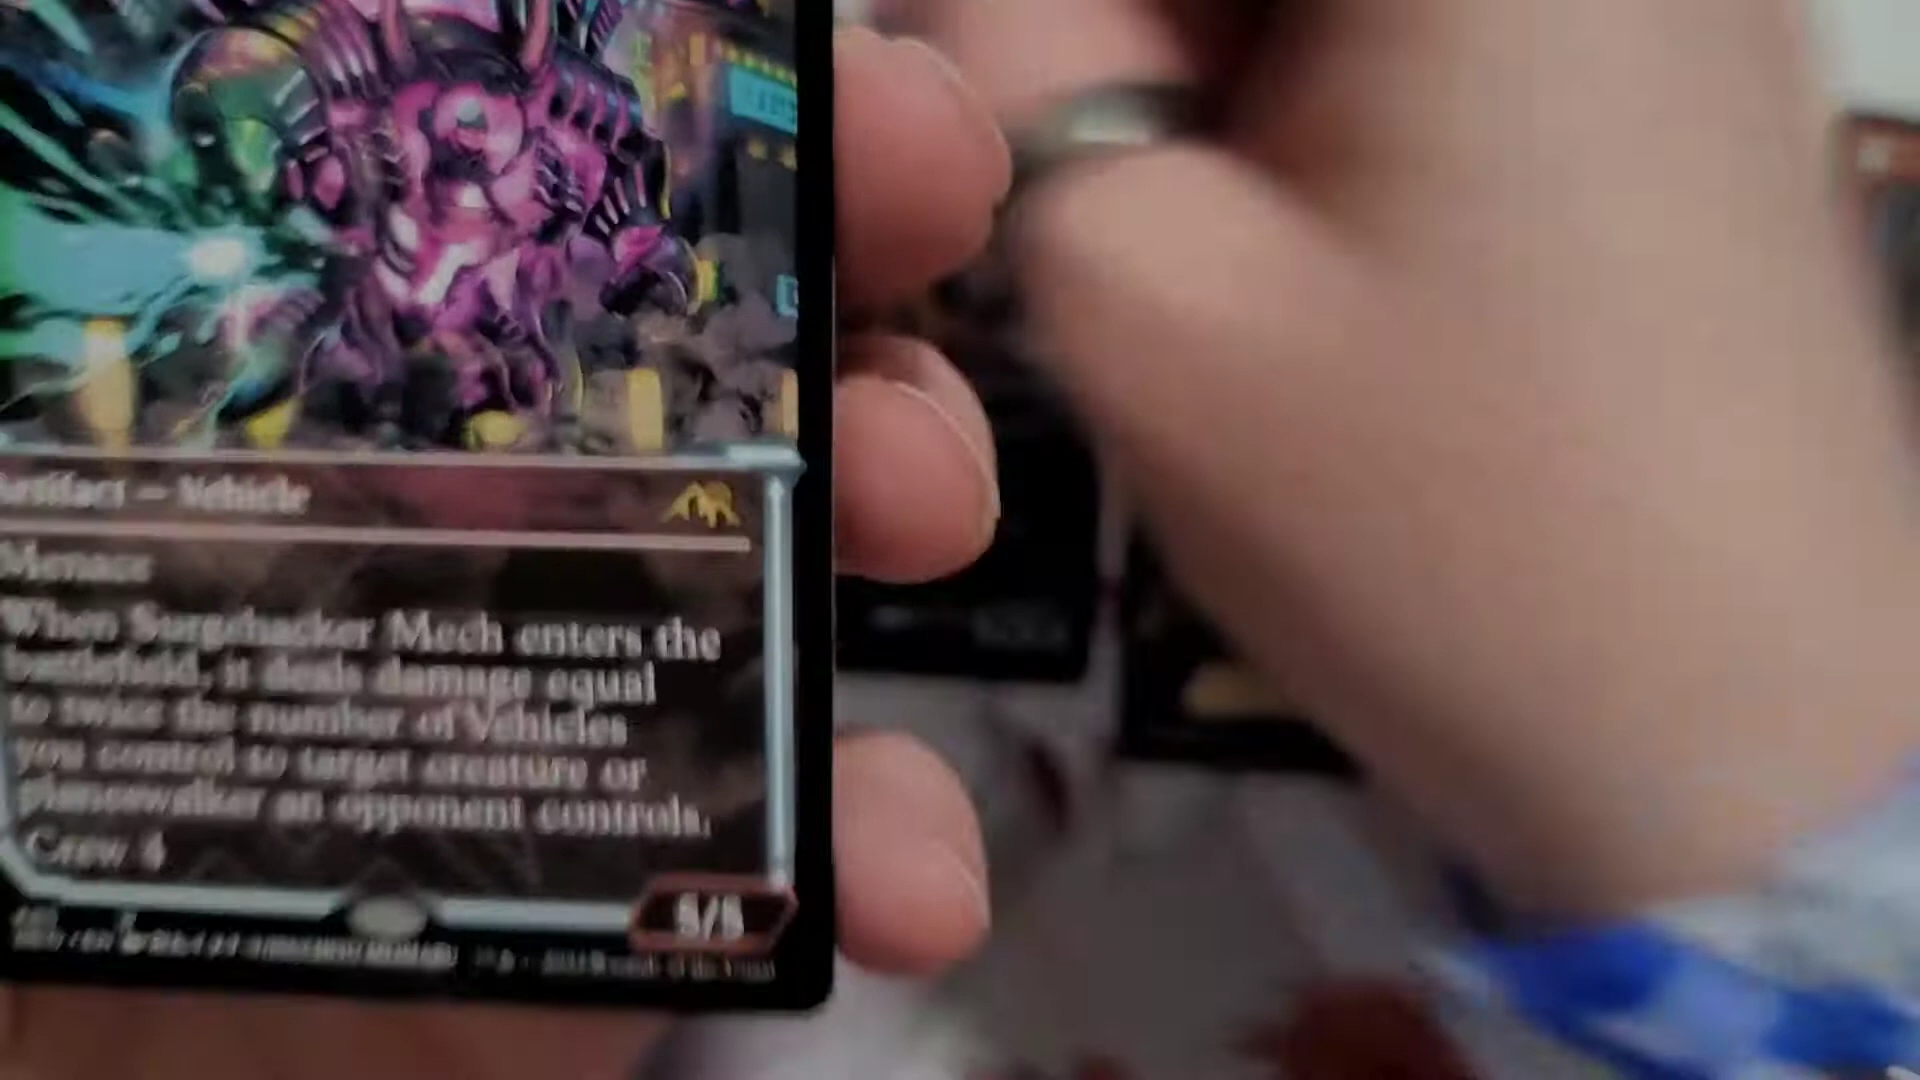 Artifact — Vehicle
Menace
When Surgehacker Mech enters the
battlefield, it deals damage equal
to twice the number of Vehicles
you control to target creature or
planeswalker an opponent controls.
Crew 4
5/5